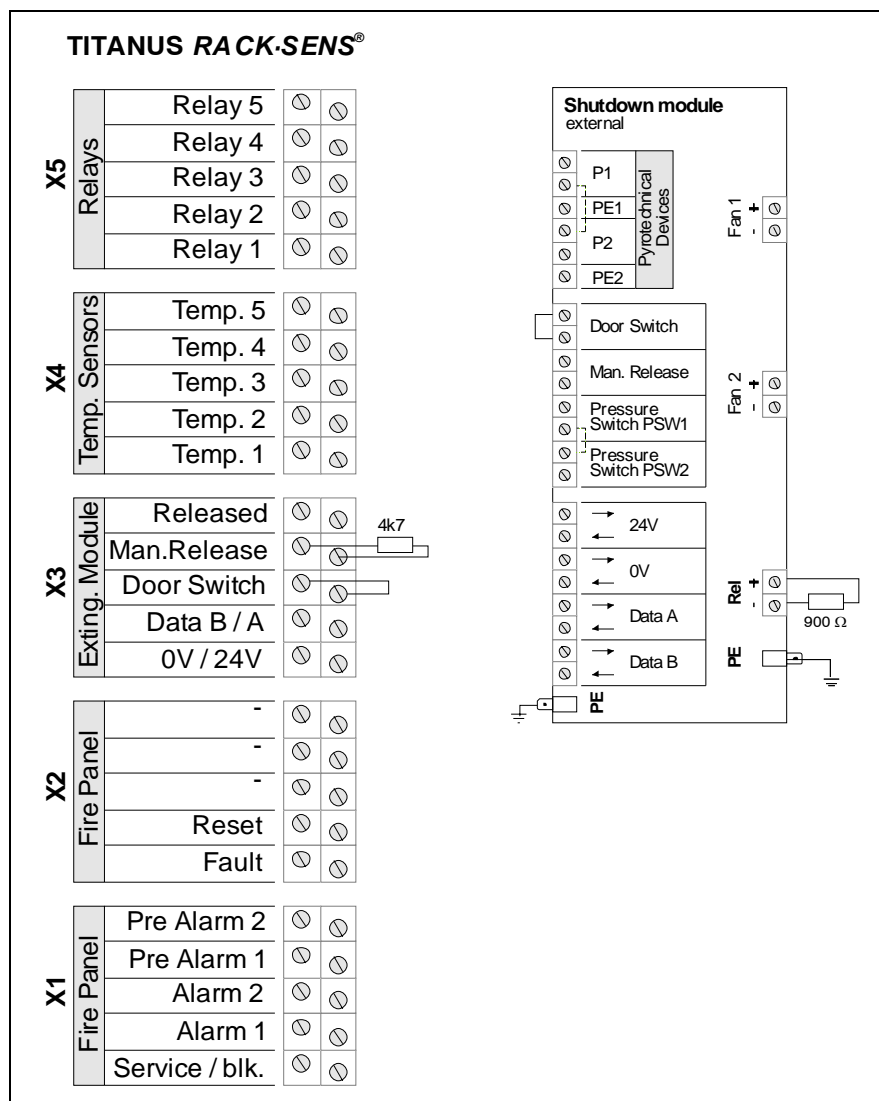 TITANUS RACK·SENS®
X5
Relays
Relay 5
Relay 4
Relay 3
Relay 2
Relay 1
X4
Temp. Sensors
Temp. 5
Temp. 4
Temp. 3
Temp. 2
Temp. 1
X3
Exting. Module
Released
Man.Release
Door Switch
Data B / A
0V / 24V
4k7
X2
Fire Panel
-
-
-
Reset
Fault
X1
Fire Panel
Pre Alarm 2
Pre Alarm 1
Alarm 2
Alarm 1
Service / blk.
Shutdown module
external
P1
PE1
P2
PE2
Pyrotechnical
Devices
Door Switch
Man. Release
Pressure
Switch PSW1
Pressure
Switch PSW2
24V
0V
Data A
Data B
PE
Fan 1
+
-
Fan 2
+
-
Rel
+
-
900 Ω
PE